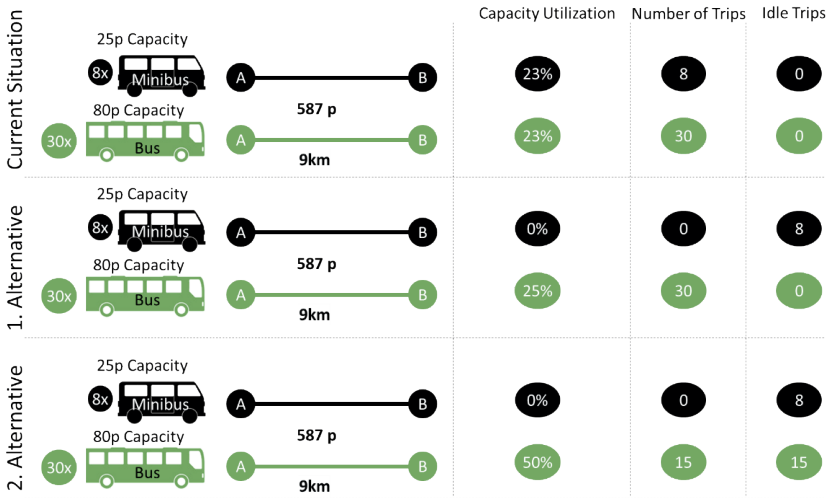 Capacity Utilization Number of Trips Idle Trips
Current Situation
25p Capacity
8x Minibus A B 23% 8 0
587 p
80p Capacity
30x Bus A B 23% 30 0
9km
1. Alternative
25p Capacity
8x Minibus A B 0% 0 8
587 p
80p Capacity
30x Bus A B 25% 30 0
9km
2. Alternative
25p Capacity
8x Minibus A B 0% 0 8
587 p
80p Capacity
30x Bus A B 50% 15 15
9km